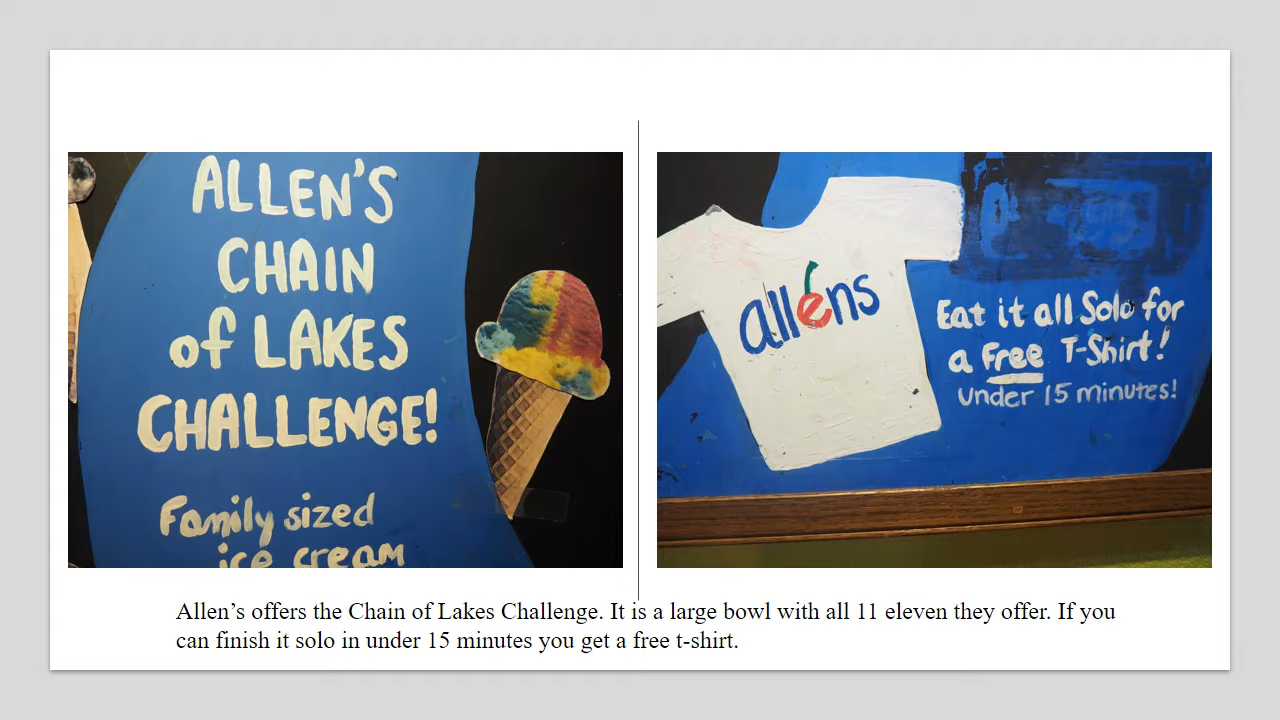 ALLEN'S
CHAIN
of LAKES
CHALLENGE!
Family sized
ice cream
allens
Eat it all Solo for
a Free T-Shirt!
under 15 minutes!
Allen’s offers the Chain of Lakes Challenge. It is a large bowl with all 11 eleven they offer. If you
can finish it solo in under 15 minutes you get a free t-shirt.